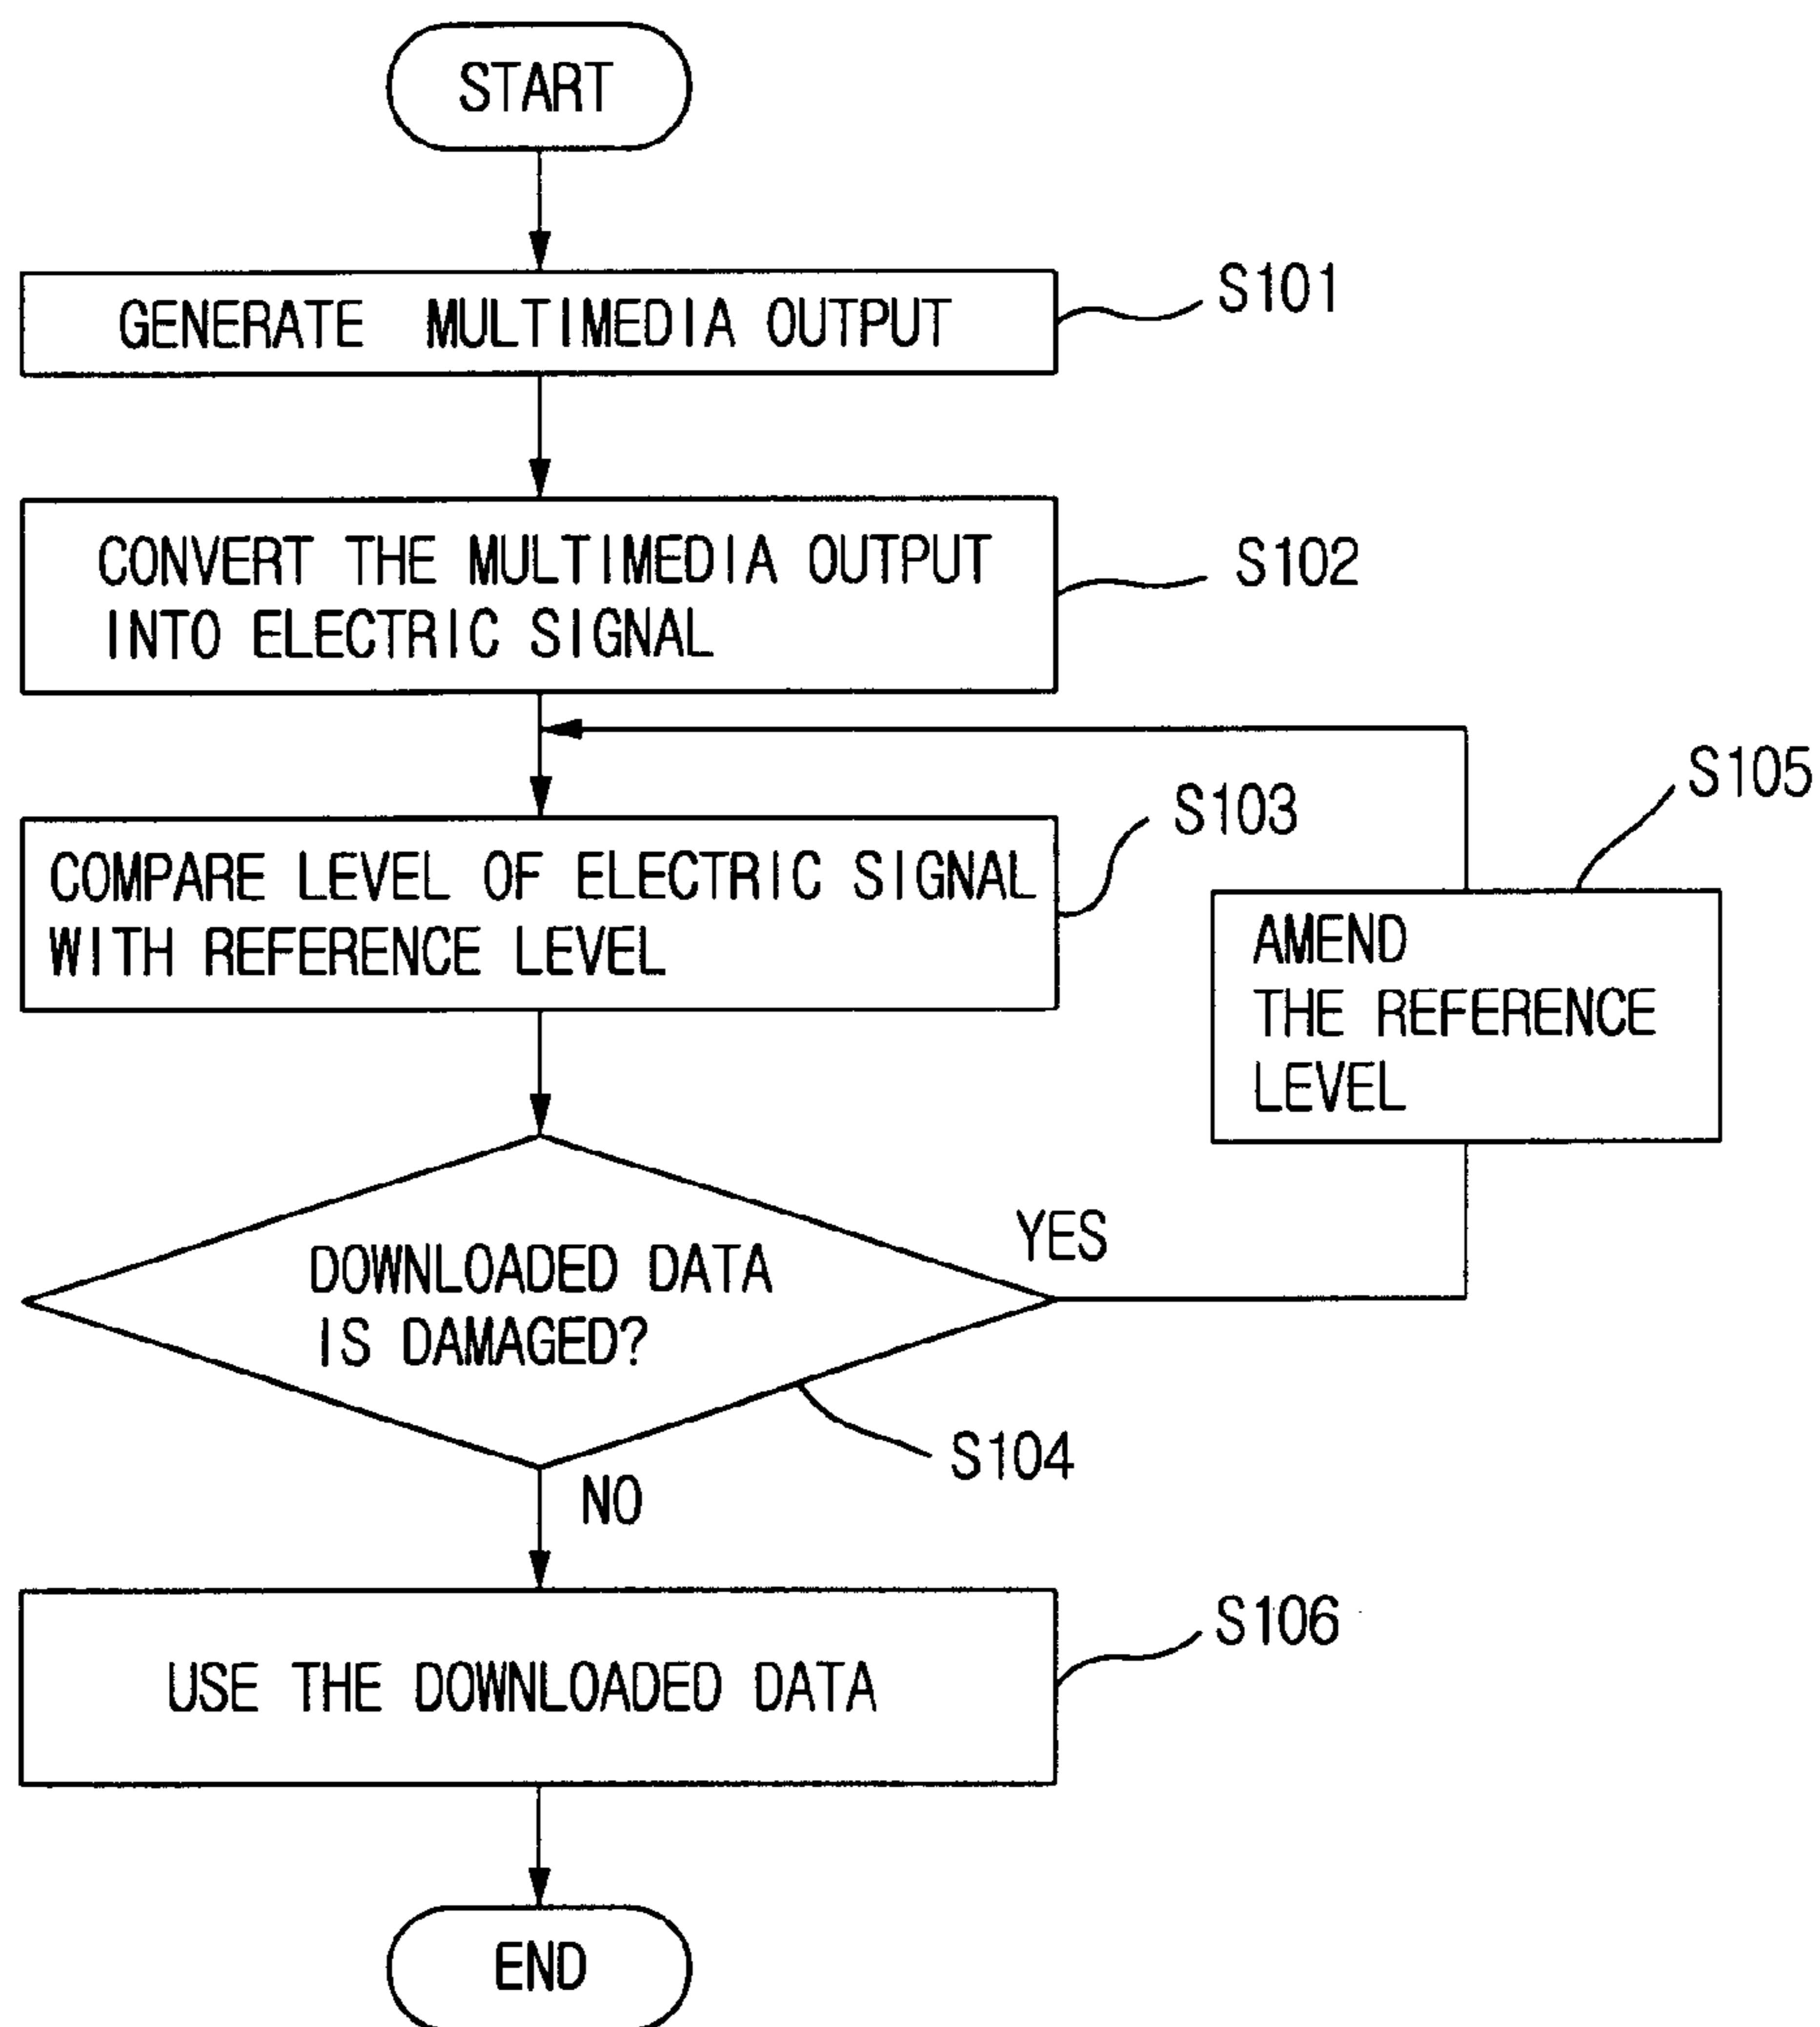 START
GENERATE MULTIMEDIA OUTPUT
S101
CONVERT THE MULTIMEDIA OUTPUT
INTO ELECTRIC SIGNAL
S102
COMPARE LEVEL OF ELECTRIC SIGNAL
WITH REFERENCE LEVEL
S103
S105
AMEND
THE REFERENCE
LEVEL
DOWNLOADED DATA
IS DAMAGED?
YES
S104
NO
USE THE DOWNLOADED DATA
S106
END